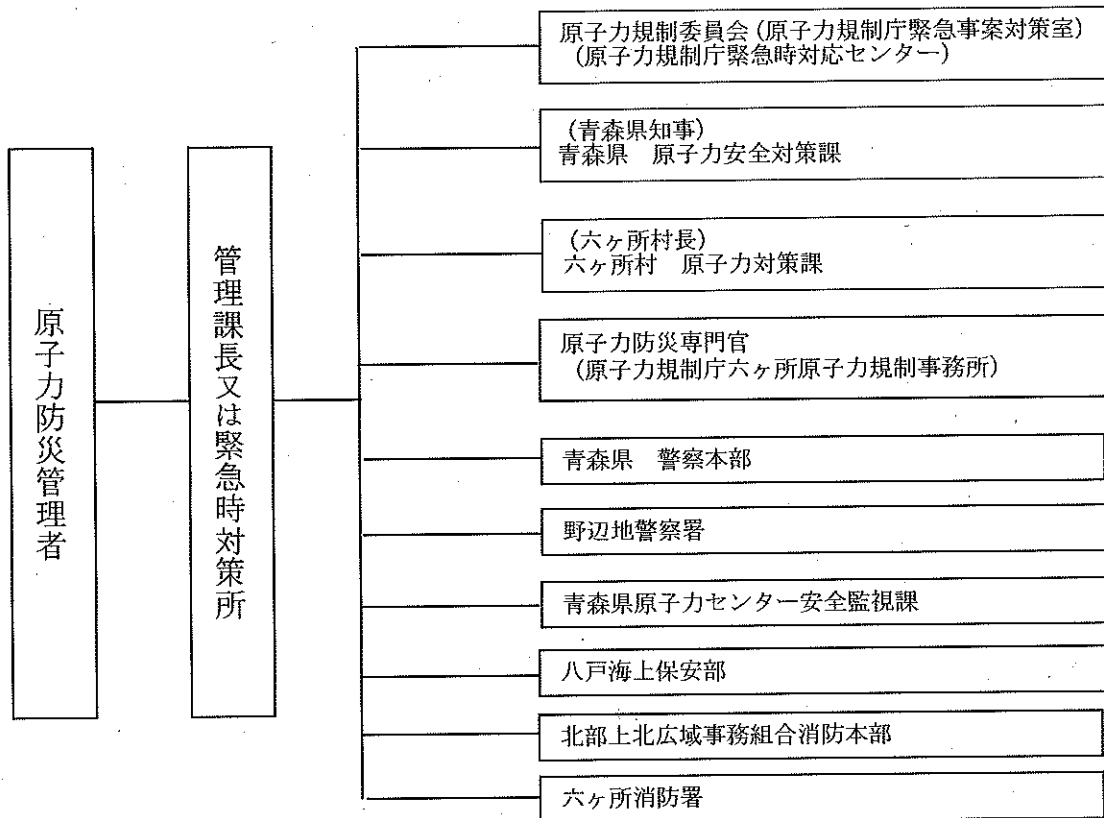 原子力防災管理者
管理課長又は緊急時対策所
原子力規制委員会(原子力規制庁緊急事案対策室)
(原子力規制庁緊急時対応センター)
(青森県知事)
青森県　原子力安全対策課
(六ヶ所村長)
六ヶ所村　原子力対策課
原子力防災専門官
(原子力規制庁六ヶ所原子力規制事務所)
青森県　警察本部
野辺地警察署
青森県原子力センター安全監視課
八戸海上保安部
北部上北広域事務組合消防本部
六ヶ所消防署